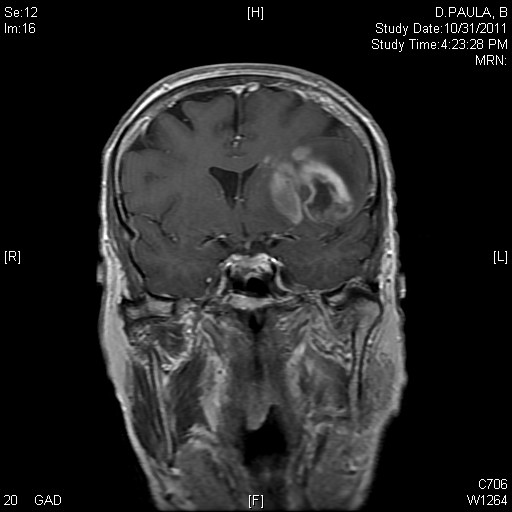 Se:12
Im:16
[H]
D.PAULA, B
Study Date:10/31/2011
Study Time:4:23:28 PM
MRN:
[R]
[L]
20 GAD
[F]
C706
W1264